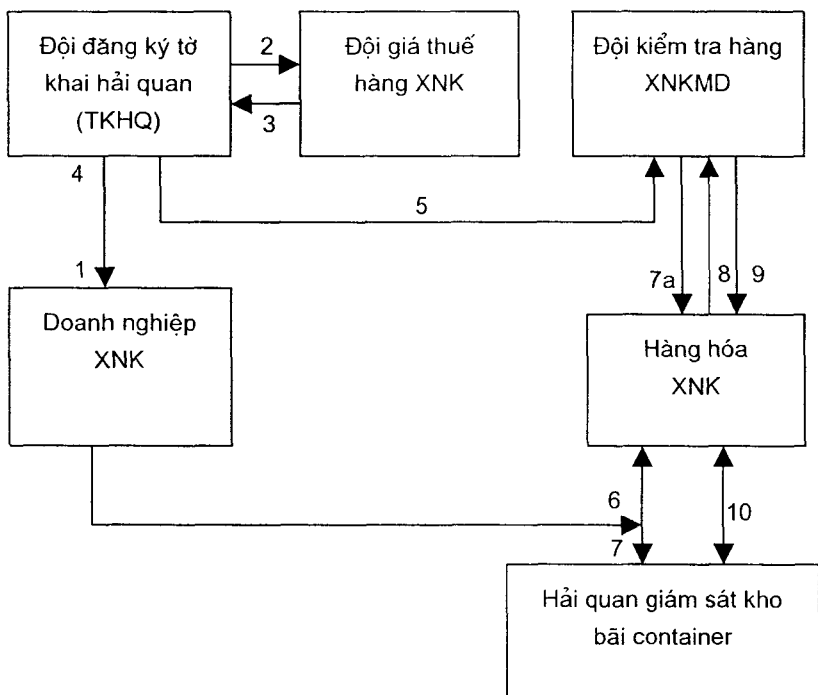 Đội đăng ký tờ
khai hải quan
(TKHQ)
2
3
Đội giá thuế
hàng XNK
Đội kiểm tra hàng
XNKMD
4
5
1
7a
8
9
Doanh nghiệp
XNK
Hàng hóa
XNK
6
7
10
Hải quan giám sát kho
bãi container